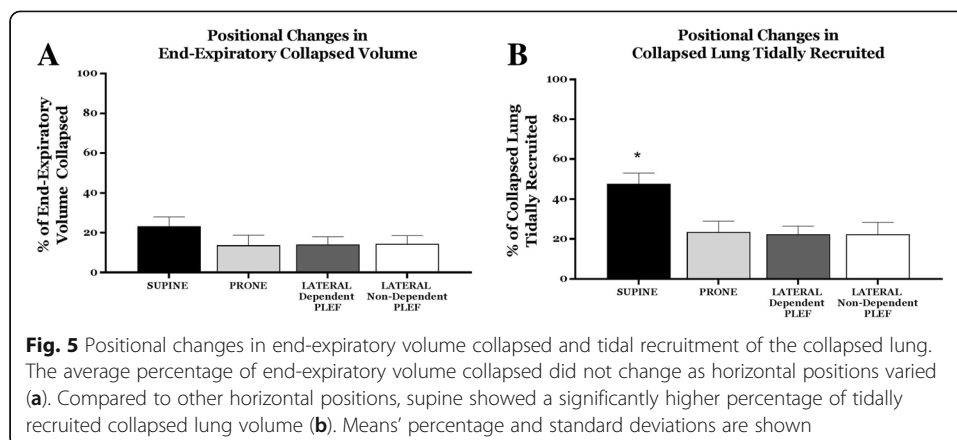 A
Positional Changes in
End-Expiratory Collapsed Volume
% of End-Expiratory
Volume Collapsed
100
80
60
40
20
0
SUPINE
PRONE
LATERAL
Dependent
PLEF
LATERAL
Non-Dependent
PLEF
B
Positional Changes in
Collapsed Lung Tidally Recruited
% of Collapsed Lung
Tidally Recruited
100
80
60
40
20
0
*
SUPINE
PRONE
LATERAL
Dependent
PLEF
LATERAL
Non-Dependent
PLEF
Fig. 5 Positional changes in end-expiratory volume collapsed and tidal recruitment of the collapsed lung.
The average percentage of end-expiratory volume collapsed did not change as horizontal positions varied
(a). Compared to other horizontal positions, supine showed a significantly higher percentage of tidally
recruited collapsed lung volume (b). Means' percentage and standard deviations are shown